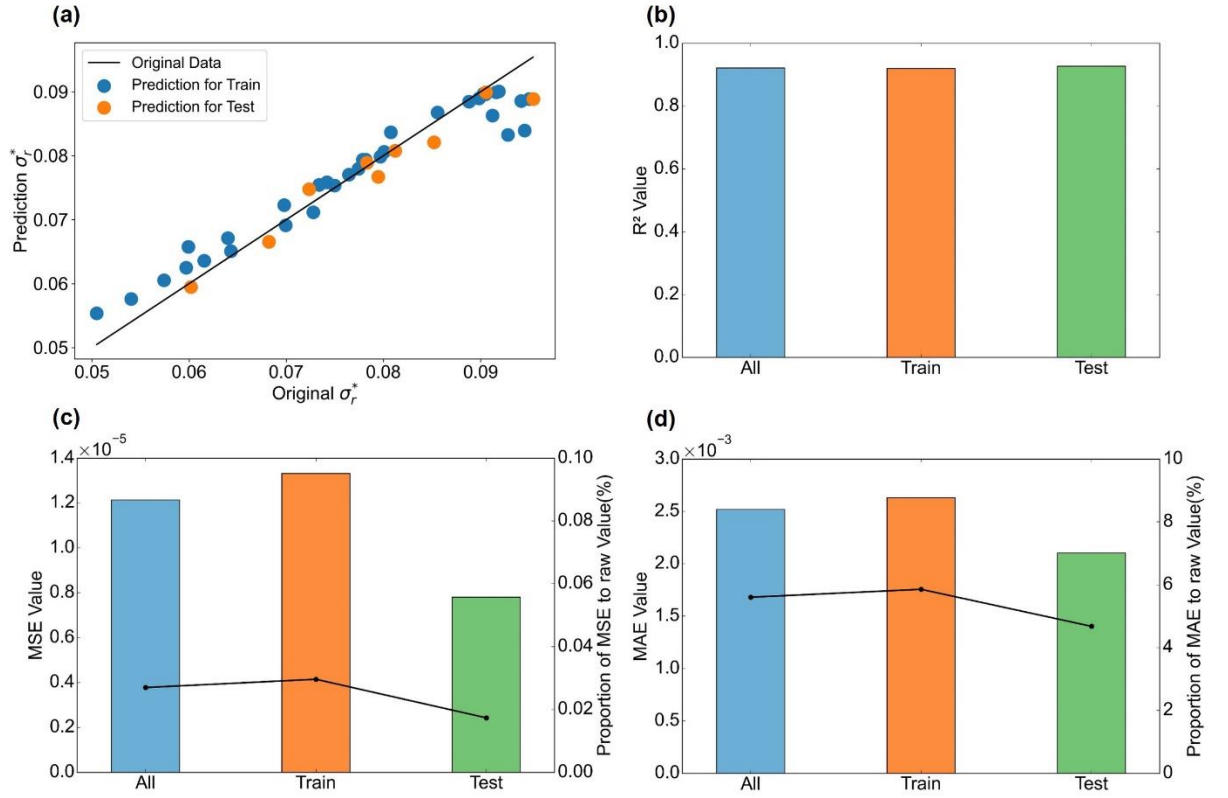 (a)
Original Data
Prediction for Train
Prediction for Test
Prediction σ_r^*
0.09
0.08
0.07
0.06
0.05
0.05 0.06 0.07 0.08 0.09
Original σ_r^*
(b)
R² Value
1.0
0.8
0.6
0.4
0.2
0.0
All Train Test
(c)
×10⁻⁵
MSE Value
1.4
1.2
1.0
0.8
0.6
0.4
0.2
0.0
0.10
0.08
0.06
0.04
0.02
0.00
Proportion of MSE to raw Value(%)
All Train Test
(d)
×10⁻³
MAE Value
3.0
2.5
2.0
1.5
1.0
0.5
0.0
10
8
6
4
2
0
Proportion of MAE to raw Value(%)
All Train Test